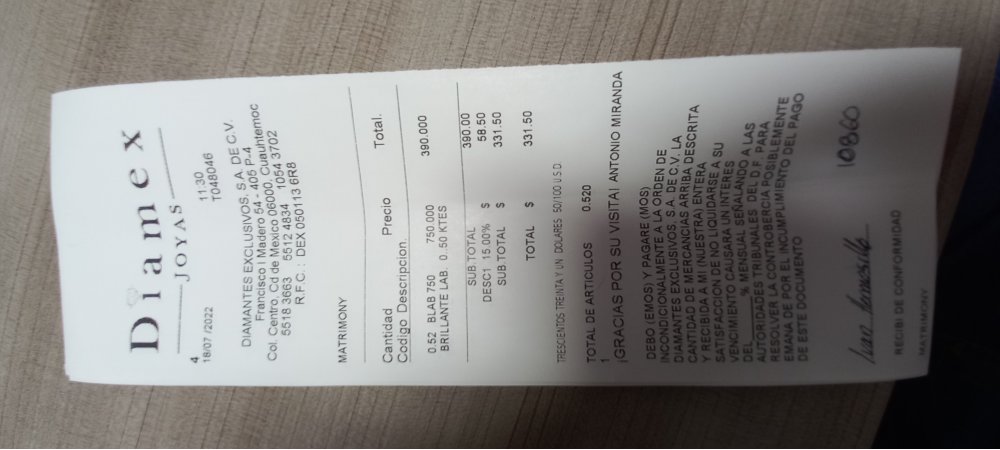 Diamex
JOYAS
4
18/07 /2022 11:30
T048046
DIAMANTES EXCLUSIVOS, S.A. DE C.V.
Francisco I Madero 54 - 405 P-4
Col. Centro, Cd de Mexico 06000, Cuauhtemoc
5518 3663 5512 4834 1054 3702
R.F.C. : DEX 050113 6R8
MATRIMONY
Cantidad Precio Total.
Codigo Descripcion.
0.52 BLAB 750 750.000 390.000
BRILLANTE LAB. 0.50 KTES
SUB.TOTAL 390.00
DESC1 15.00% $ 58.50
SUB.TOTAL $ 331.50
TOTAL $ 331.50
TRESCIENTOS TREINTA Y UN DOLARES 50/100 U.S.D.
TOTAL DE ARTICULOS 0.520
1
¡GRACIAS POR SU VISITA! ANTONIO MIRANDA
DEBO (EMOS) Y PAGARE (MOS)
INCONDICIONALMENTE A LA ORDEN DE
DIAMANTES EXCLUSIVOS S.A. DE C.V. LA
CANTIDAD DE MERCANCIAS ARRIBA DESCRITA
Y RECIBIDA A MI (NUESTRA) ENTERA
SATISFACCION DE NO LIQUIDARSE A SU
VENCIMIENTO CAUSARA UN INTERES
DEL ______% MENSUAL SEÑALANDO A LAS
AUTORIDADES TRIBUNALES DEL D.F. PARA
RESOLVER LA CONTROBERCIA POSIBLEMENTE
EMANA DE POR EL INCUMPLIMIENTO DEL PAGO
DE ESTE DOCUMENTO
10860
RECIBI DE CONFORMIDAD
MATRIMONY